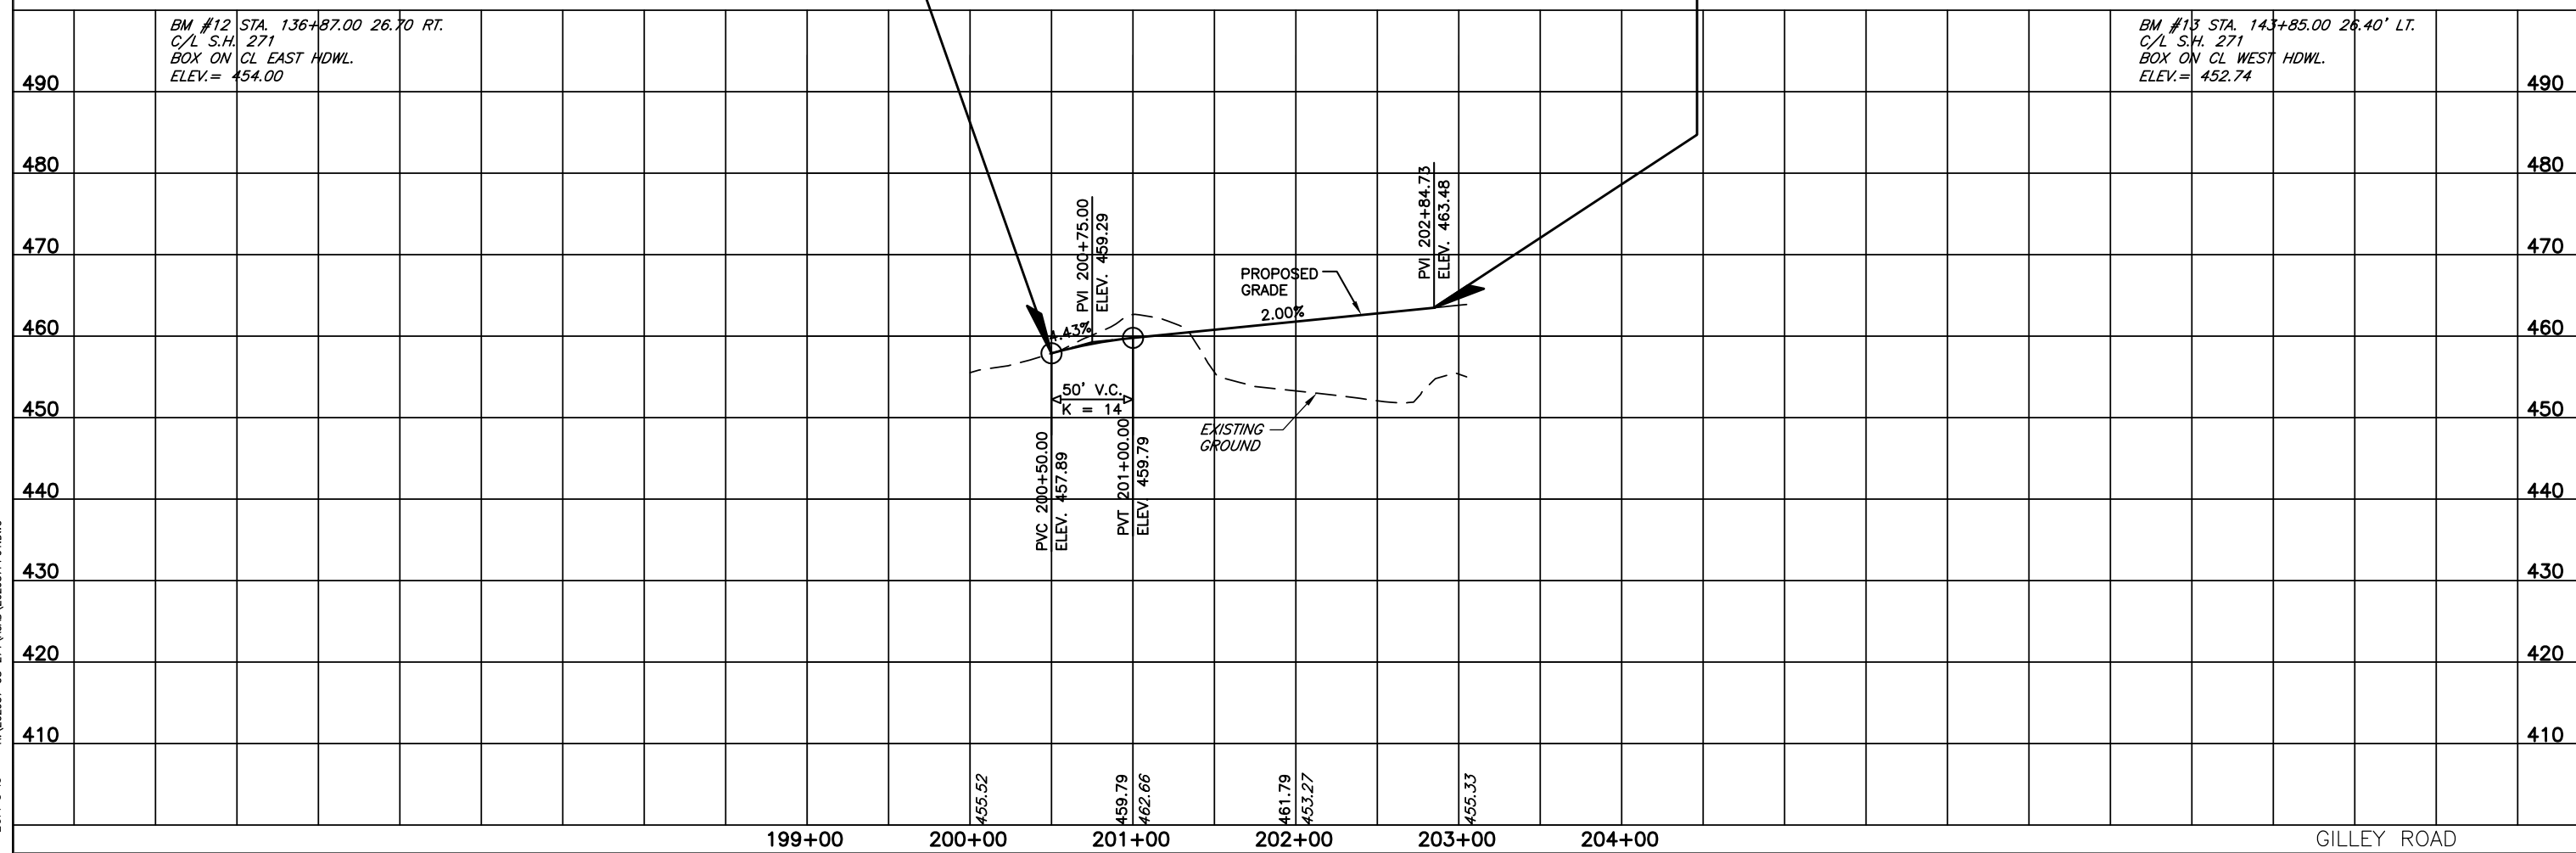 BM #12 STA. 136+87.00 26.70 RT.
C/L S.H. 271
BOX ON CL EAST HDWL.
ELEV.= 454.00
BM #13 STA. 143+85.00 26.40' LT.
C/L S.H. 271
BOX ON CL WEST HDWL.
ELEV.= 452.74
490
490
480
480
470
470
460
460
450
450
440
440
430
430
420
420
410
410
PVI 200+75.00
ELEV. 459.29
PVI 202+84.73
ELEV. 463.48
PROPOSED
GRADE
2.00%
4.43%
50' V.C.
K = 14
EXISTING
GROUND
PVC 200+50.00
ELEV. 457.89
PVT 201+00.00
ELEV. 459.79
455.52
459.79
462.66
461.79
453.27
455.33
199+00
200+00
201+00
202+00
203+00
204+00
GILLEY ROAD